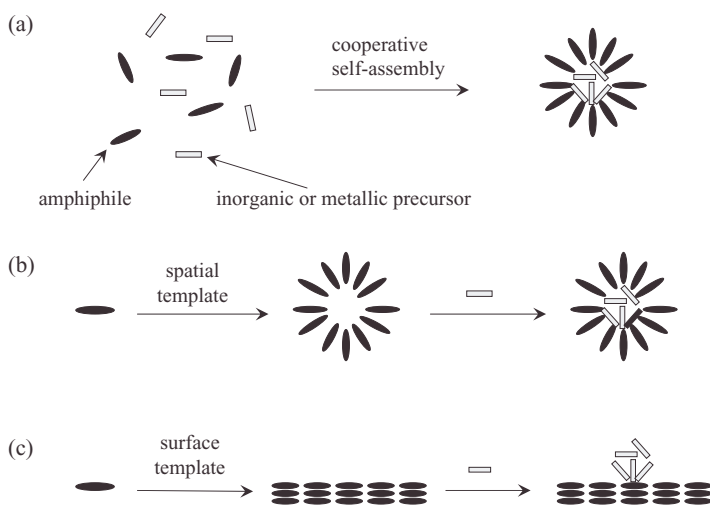 (a)
cooperative
self-assembly
amphiphile
inorganic or metallic precursor
(b)
spatial
template
(c)
surface
template